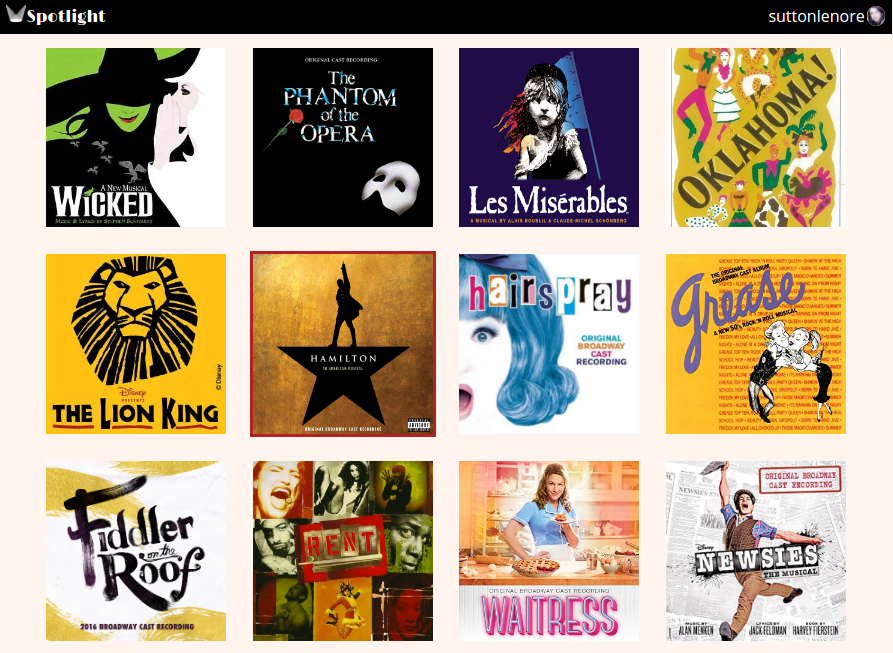 Spotlight
suttonlenore
A NEW MUSICAL
WICKED
MUSIC & LYRICS BY STEPHEN SCHWARTZ
ORIGINAL CAST RECORDING
The
PHANTOM
of the
OPERA
Les Misérables
A MUSICAL BY ALAIN BOUBLIL & CLAUDE-MICHEL SCHÖNBERG
OKLAHOMA!
Disney
PRESENTS
THE LION KING
© Disney
HAMILTON
AN AMERICAN MUSICAL
ORIGINAL BROADWAY CAST RECORDING
ADVISORY
hairspray
ORIGINAL
BROADWAY
CAST
RECORDING
THE ORIGINAL
BROADWAY CAST ALBUM
Grease
A NEW 50's ROCK 'N ROLL MUSICAL
Fiddler
on the
Roof
2016 BROADWAY CAST RECORDING
RENT
ORIGINAL BROADWAY CAST RECORDING
WAITRESS
ORIGINAL BROADWAY
CAST RECORDING
Disney
NEWSIES
THE MUSICAL
MUSIC BY
ALAN MENKEN
LYRICS BY
JACK FELDMAN
BOOK BY
HARVEY FIERSTEIN